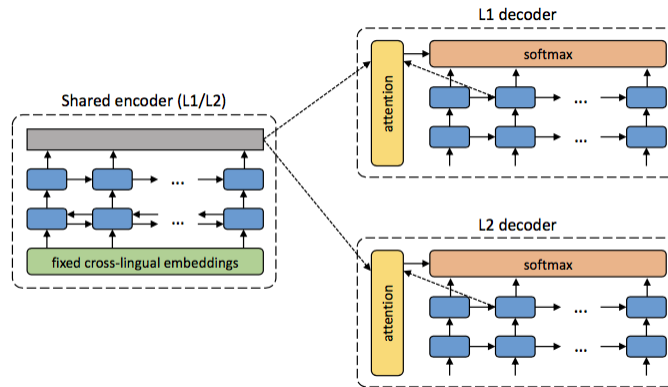 Shared encoder (L1/L2)
...
...
fixed cross-lingual embeddings
L1 decoder
attention
softmax
...
...
L2 decoder
attention
softmax
...
...